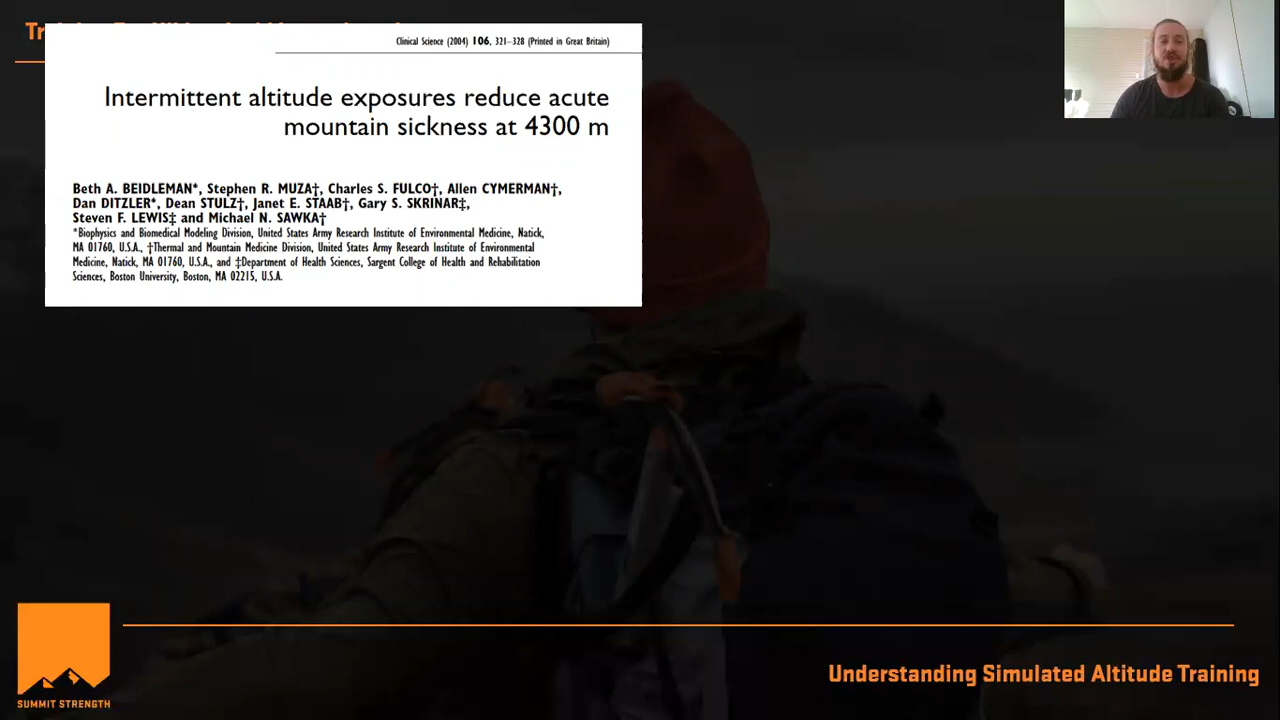 Tr
Clinical Science (2004) 106, 321–328 (Printed in Great Britain)
Intermittent altitude exposures reduce acute
mountain sickness at 4300 m
Beth A. BEIDLEMAN*, Stephen R. MUZA†, Charles S. FULCO†, Allen CYMERMAN†,
Dan DITZLER*, Dean STULZ†, Janet E. STAAB†, Gary S. SKRINAR‡,
Steven F. LEWIS‡ and Michael N. SAWKA†
*Biophysics and Biomedical Modeling Division, United States Army Research Institute of Environmental Medicine, Natick,
MA 01760, U.S.A., †Thermal and Mountain Medicine Division, United States Army Research Institute of Environmental
Medicine, Natick, MA 01760, U.S.A., and ‡Department of Health Sciences, Sargent College of Health and Rehabilitation
Sciences, Boston University, Boston, MA 02215, U.S.A.
SUMMIT STRENGTH
Understanding Simulated Altitude Training